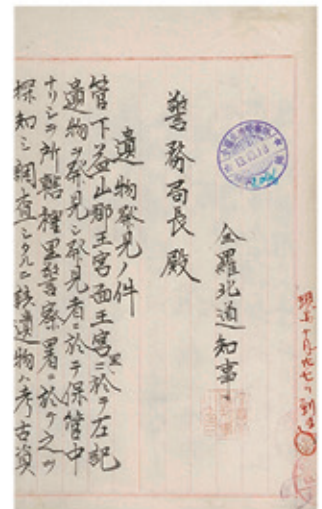 全羅北道知事
警務局長殿
遺物発見ノ件
管下益山郡王宮面王宮里ニ於テ左記
遺物ヲ発見シ発見者ニ於テ保管中
ナリシヲ所轄裡里警察署ニ於テ之ヲ
探知シ調査シタルニ該遺物ハ考古資